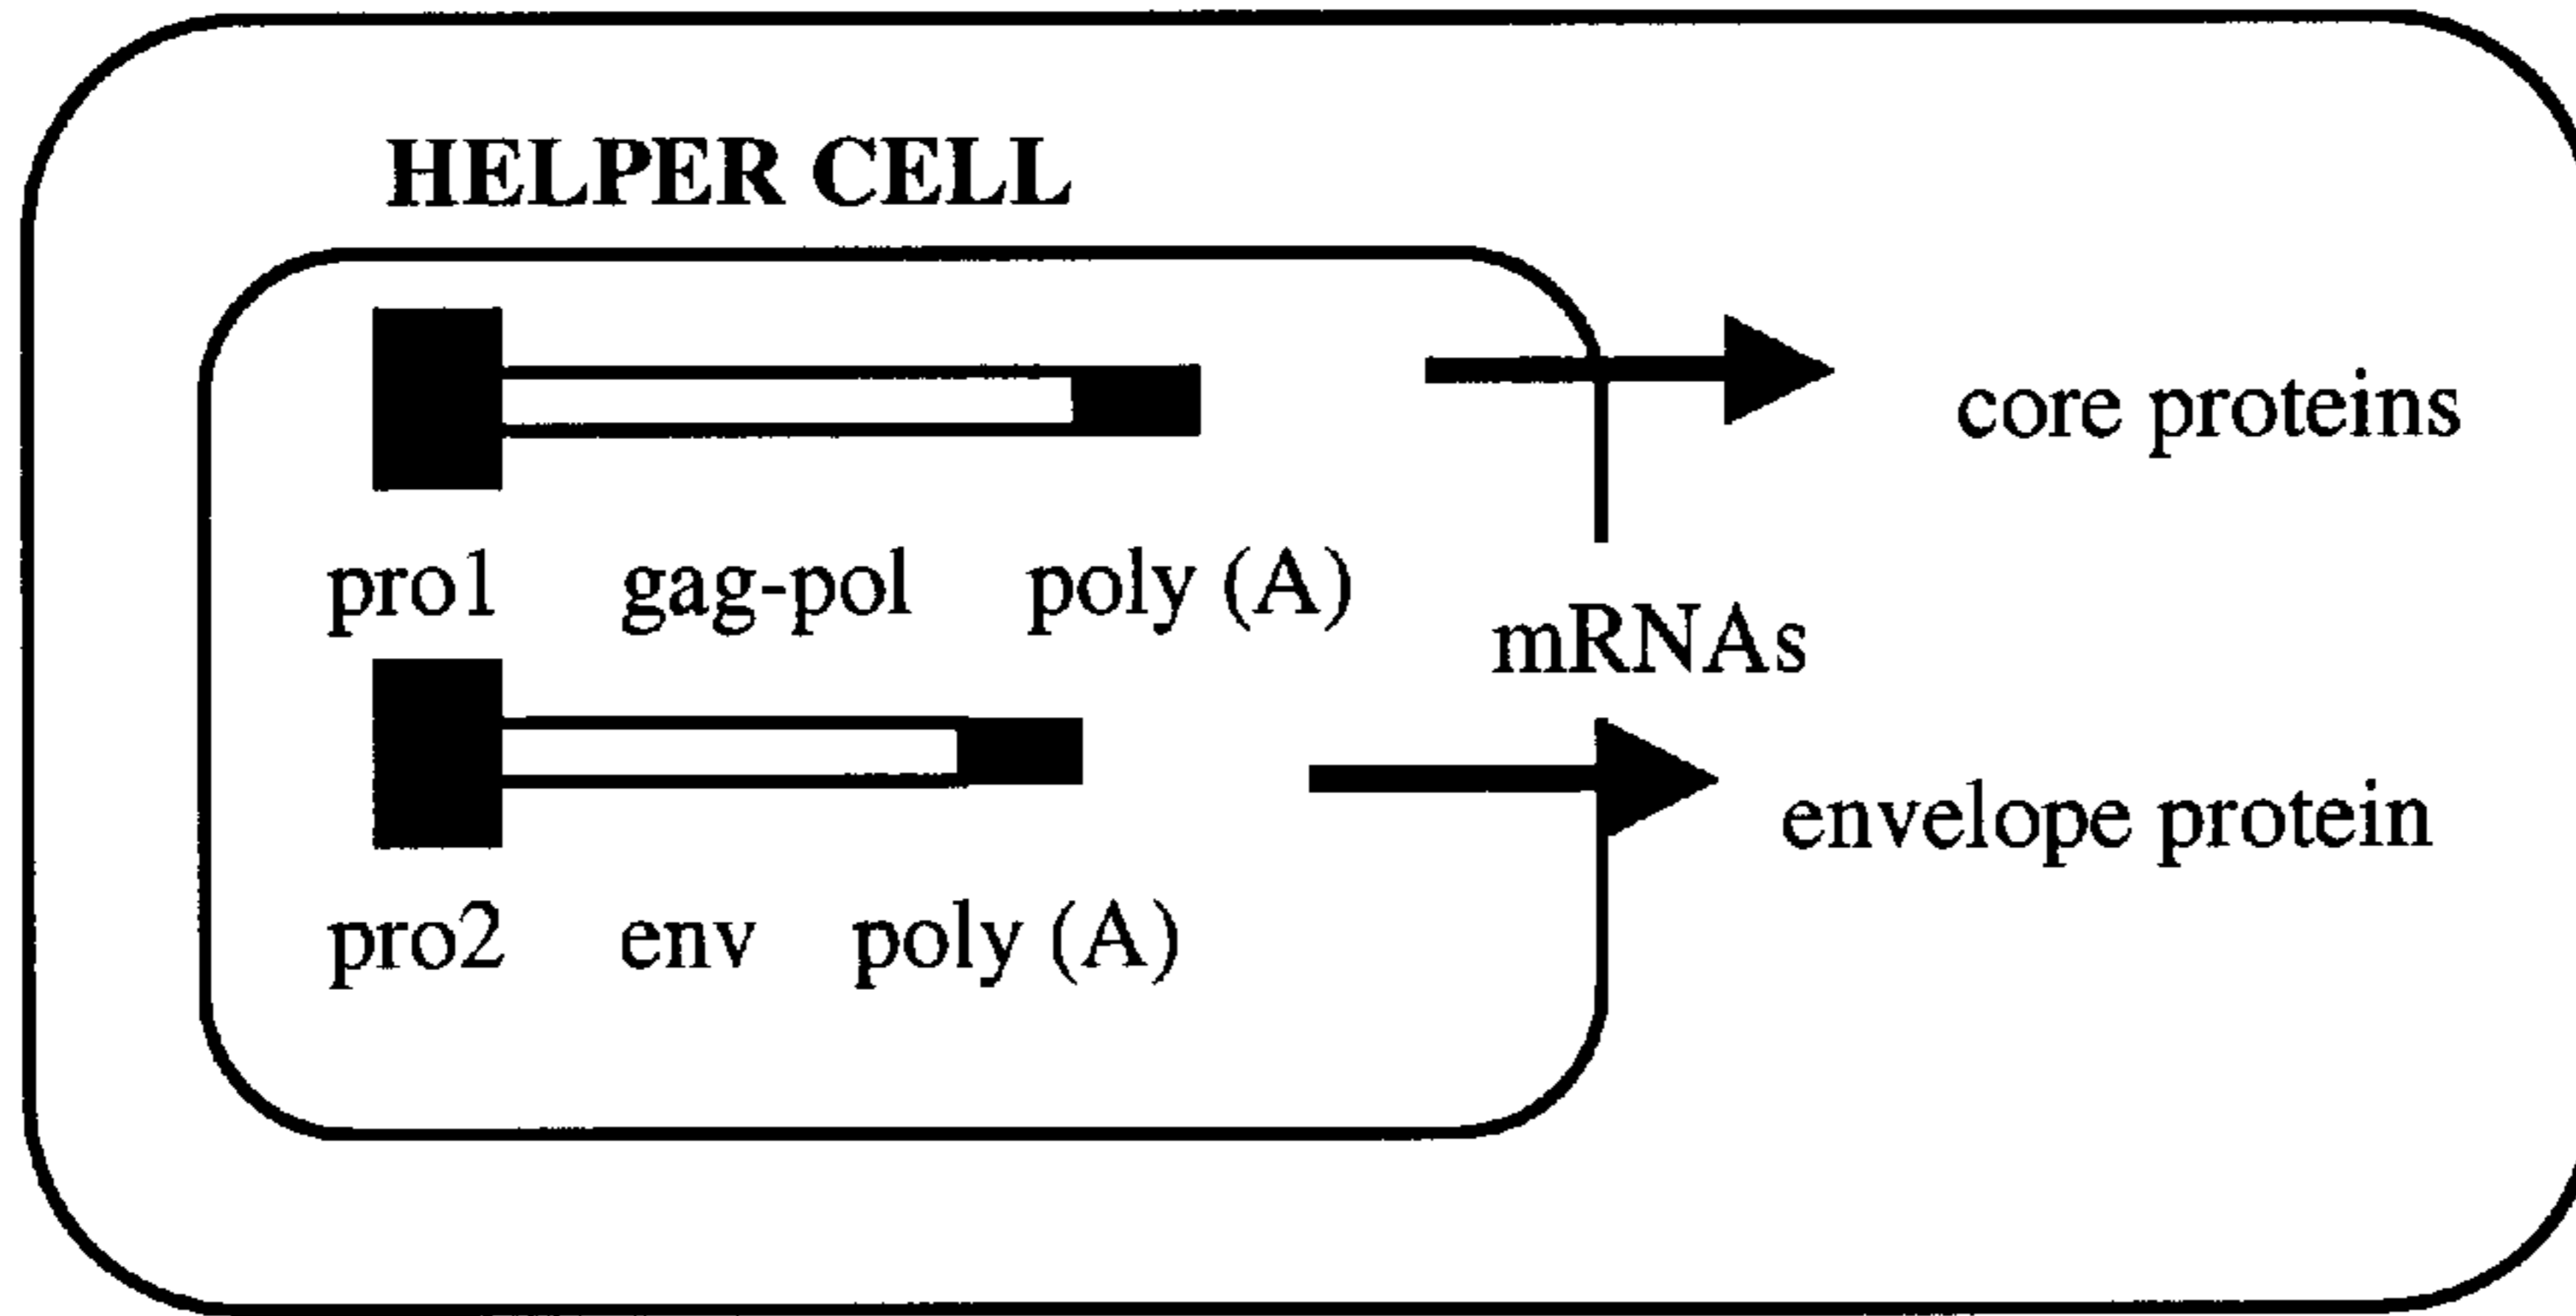 HELPER CELL
core proteins
pro1 gag-pol poly (A)
mRNAs
envelope protein
pro2 env poly (A)